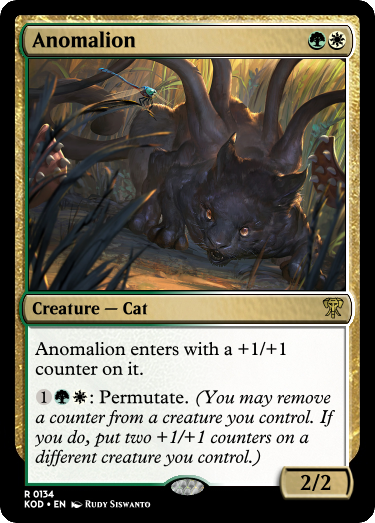 Anomalion
Creature — Cat
Anomalion enters with a +1/+1
counter on it.
1: Permutate. (You may remove
a counter from a creature you control. If
you do, put two +1/+1 counters on a
different creature you control.)
2/2
R 0134
KOD • EN Rudy Siswanto